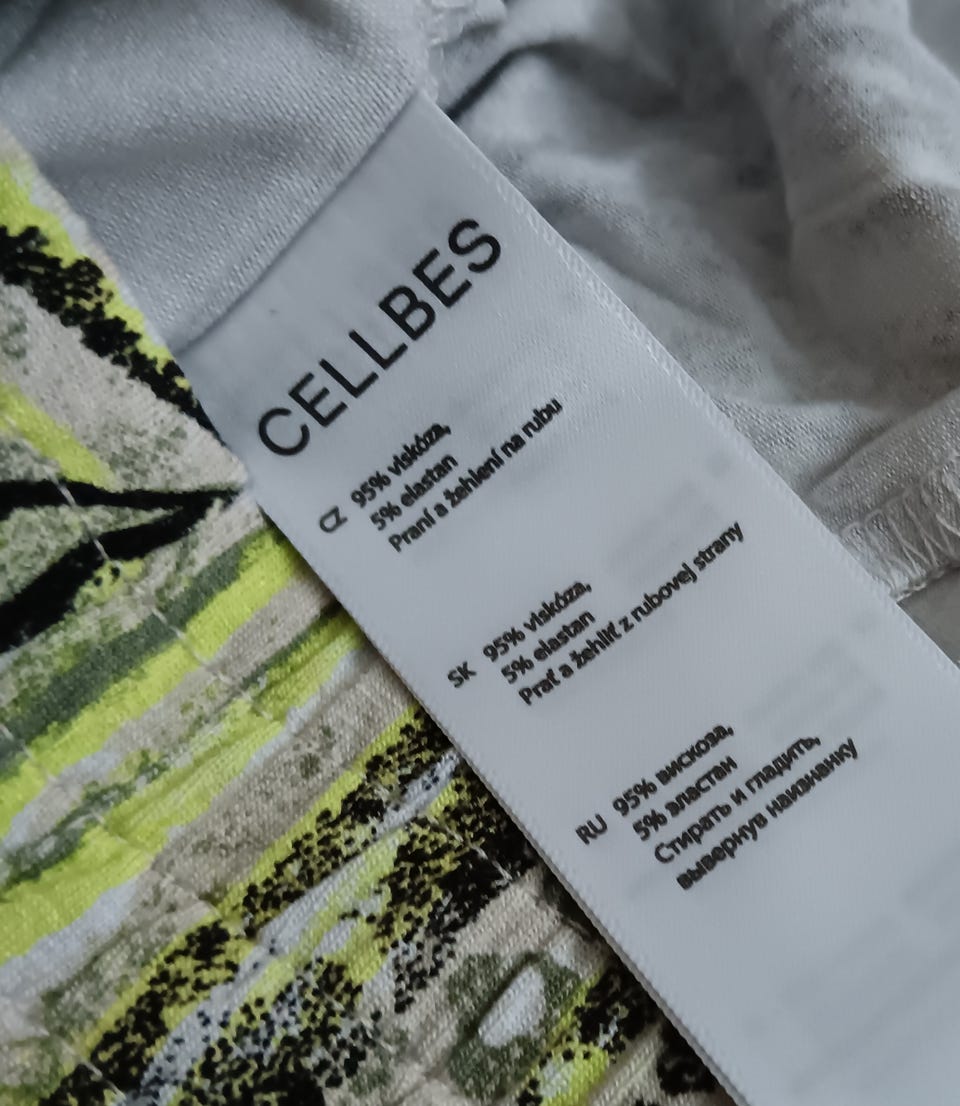 CELLBES
CZ 95% viskóza,
5% elastan
Praní a žehlení na rubu
SK 95% viskóza,
5% elastan
Prať a žehliť z rubovej strany
RU 95% вискоза,
5% эластан
Стирать и гладить,
вывернув наизнанку